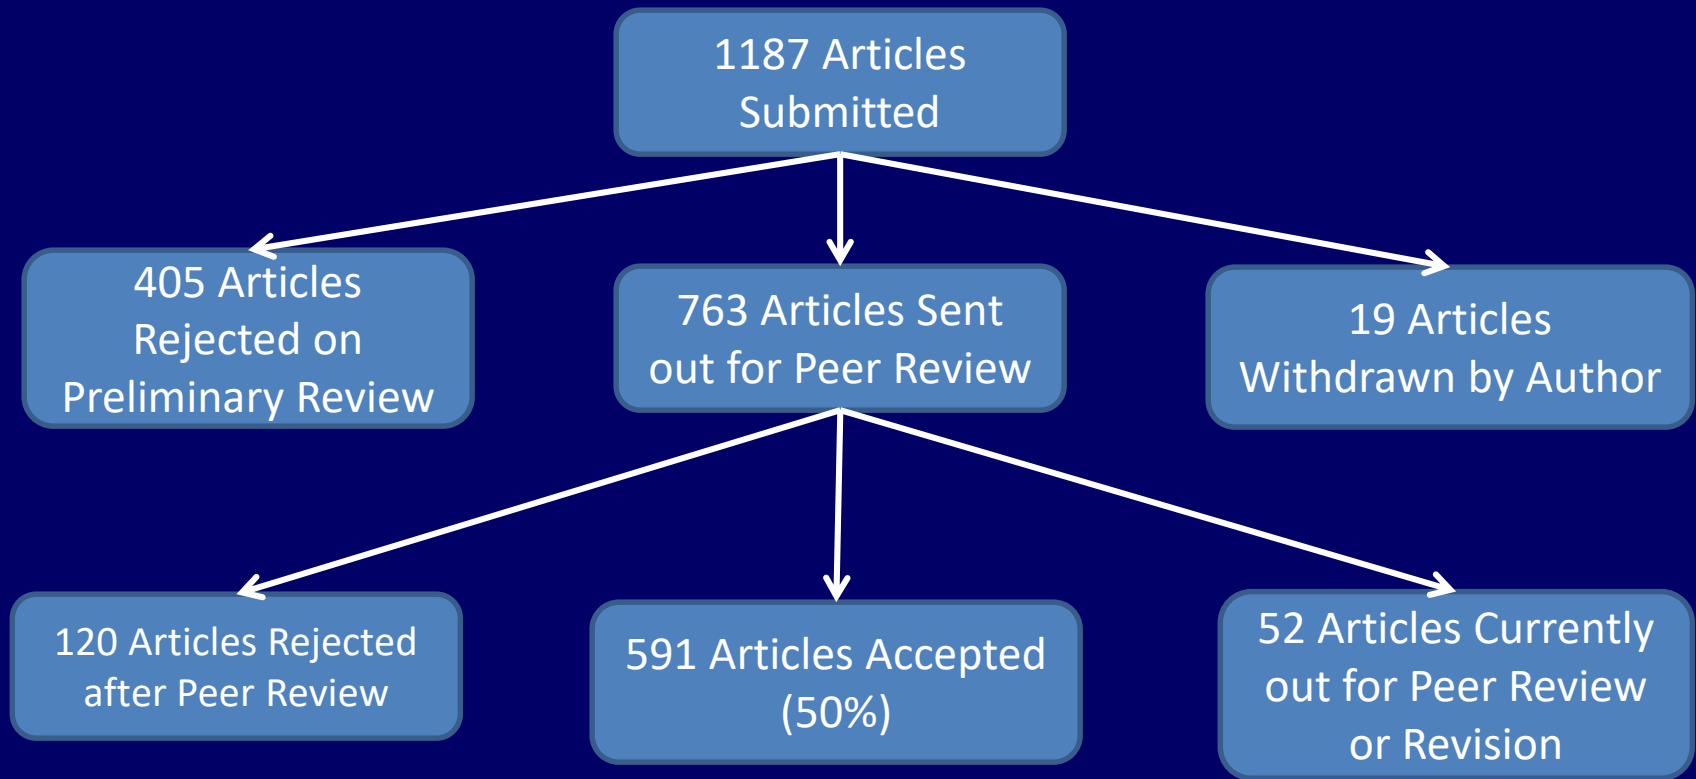 1187 Articles
Submitted
405 Articles
Rejected on
Preliminary Review
763 Articles Sent
out for Peer Review
19 Articles
Withdrawn by Author
120 Articles Rejected
after Peer Review
591 Articles Accepted
(50%)
52 Articles Currently
out for Peer Review
or Revision